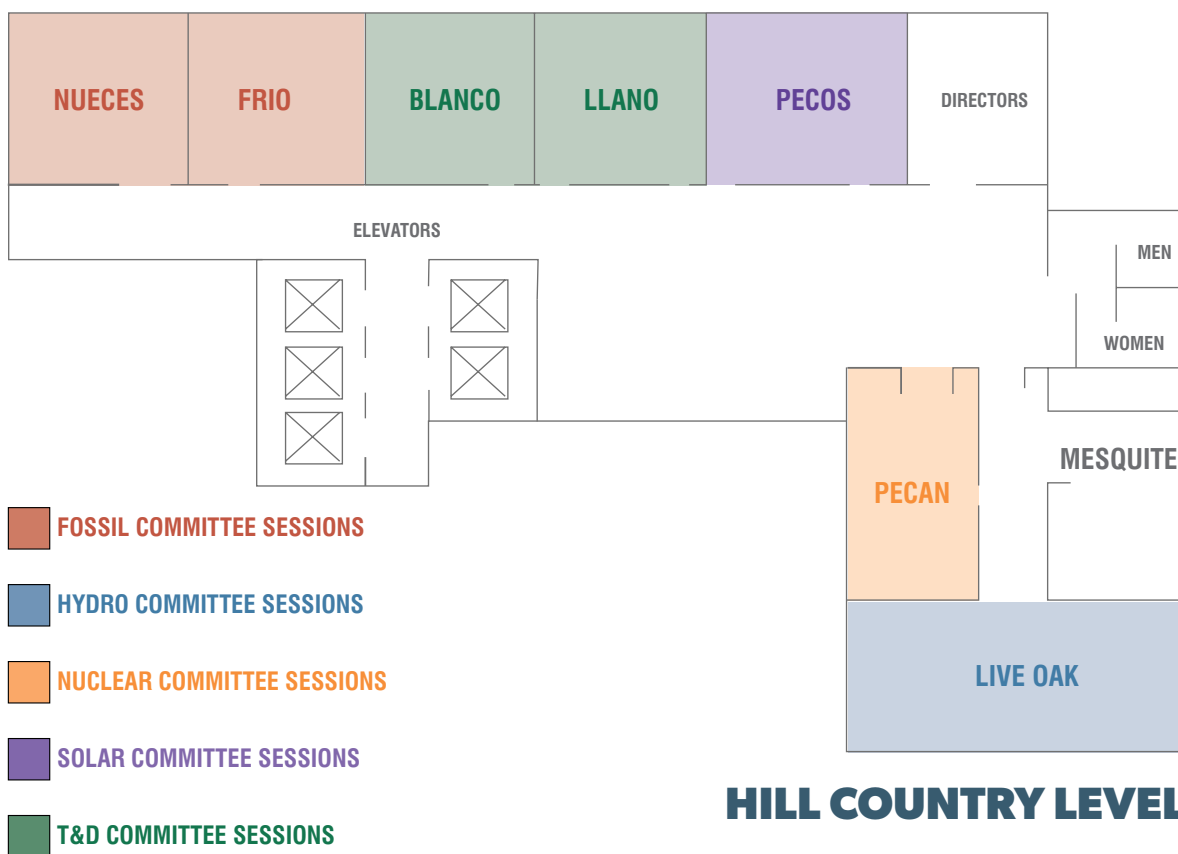 NUECES
FRIO
BLANCO
LLANO
PECOS
DIRECTORS
ELEVATORS
MEN
WOMEN
MESQUITE
PECAN
LIVE OAK
FOSSIL COMMITTEE SESSIONS
HYDRO COMMITTEE SESSIONS
NUCLEAR COMMITTEE SESSIONS
SOLAR COMMITTEE SESSIONS
T&D COMMITTEE SESSIONS
HILL COUNTRY LEVEL